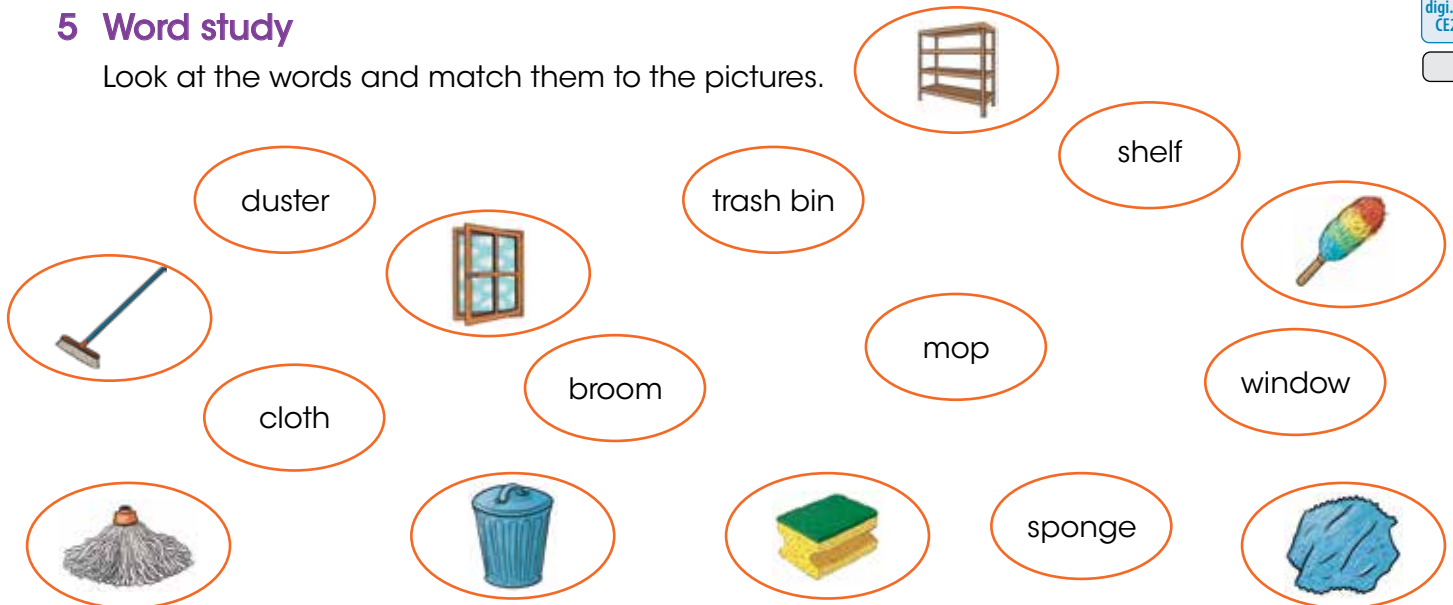 digi.
5 Word study
Look at the words and match them to the pictures.
shelf
duster
trash bin
mop
window
broom
cloth
sponge